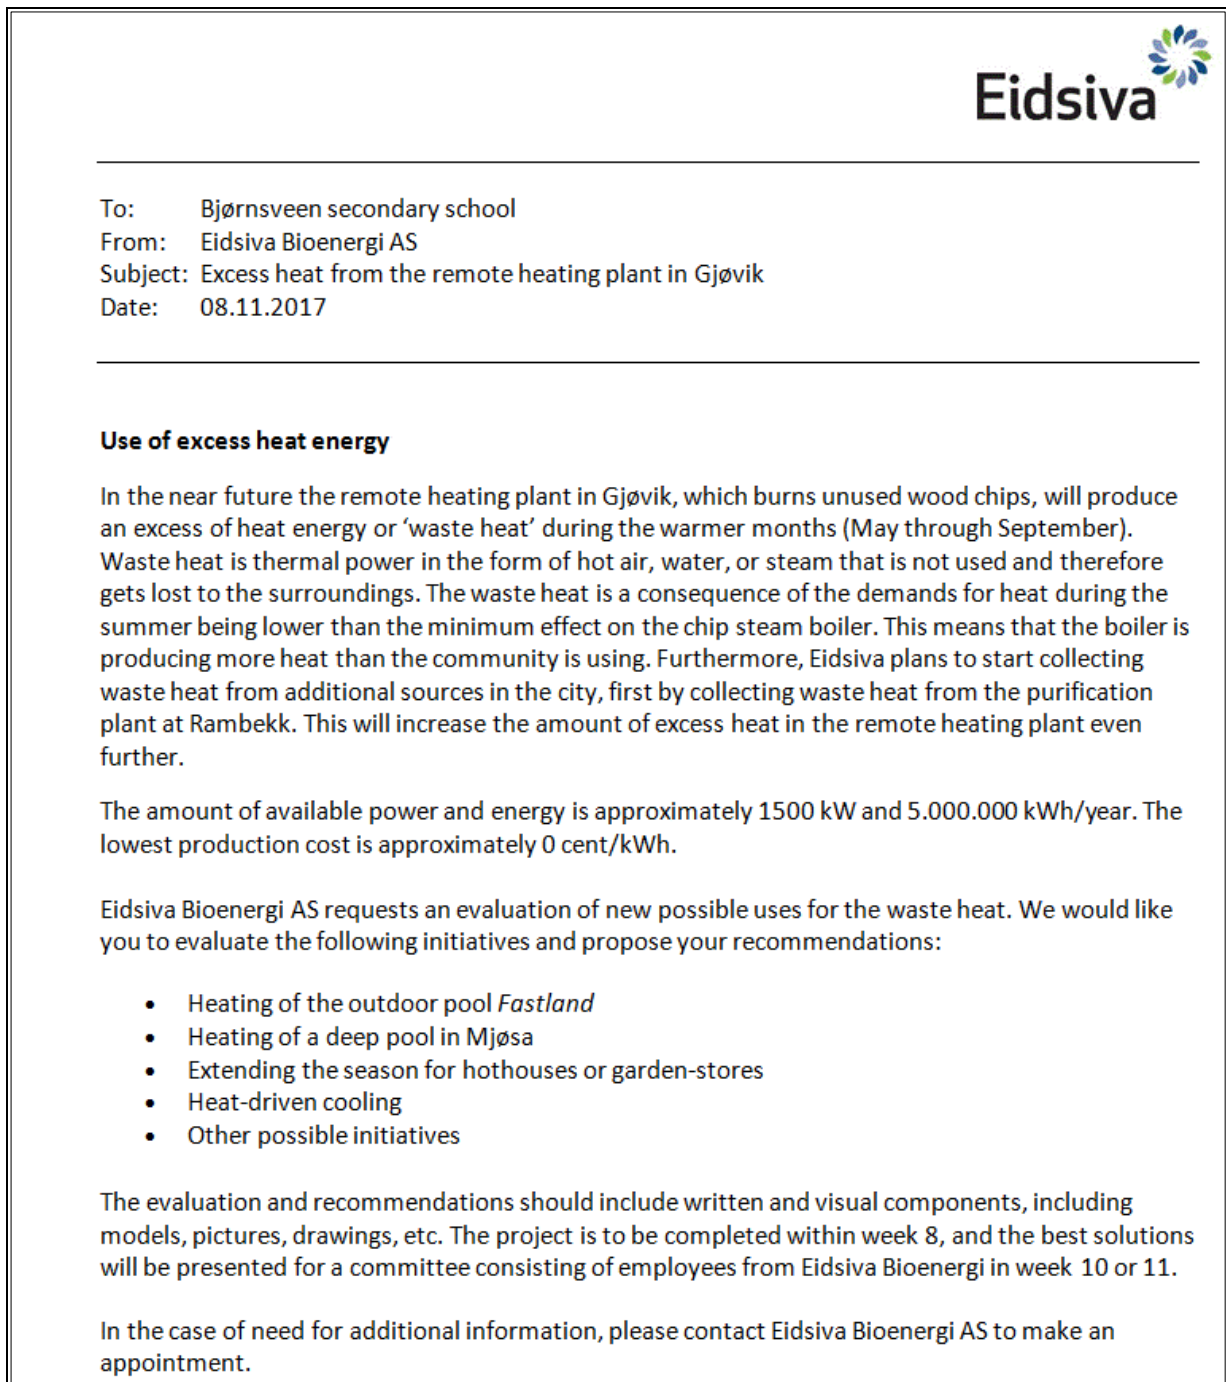 Eidsiva
To: Bjørnsveen secondary school
From: Eidsiva Bioenergi AS
Subject: Excess heat from the remote heating plant in Gjøvik
Date: 08.11.2017
Use of excess heat energy
In the near future the remote heating plant in Gjøvik, which burns unused wood chips, will produce
an excess of heat energy or ‘waste heat’ during the warmer months (May through September).
Waste heat is thermal power in the form of hot air, water, or steam that is not used and therefore
gets lost to the surroundings. The waste heat is a consequence of the demands for heat during the
summer being lower than the minimum effect on the chip steam boiler. This means that the boiler is
producing more heat than the community is using. Furthermore, Eidsiva plans to start collecting
waste heat from additional sources in the city, first by collecting waste heat from the purification
plant at Rambekk. This will increase the amount of excess heat in the remote heating plant even
further.
The amount of available power and energy is approximately 1500 kW and 5.000.000 kWh/year. The
lowest production cost is approximately 0 cent/kWh.
Eidsiva Bioenergi AS requests an evaluation of new possible uses for the waste heat. We would like
you to evaluate the following initiatives and propose your recommendations:
• Heating of the outdoor pool Fastland
• Heating of a deep pool in Mjøsa
• Extending the season for hothouses or garden-stores
• Heat-driven cooling
• Other possible initiatives
The evaluation and recommendations should include written and visual components, including
models, pictures, drawings, etc. The project is to be completed within week 8, and the best solutions
will be presented for a committee consisting of employees from Eidsiva Bioenergi in week 10 or 11.
In the case of need for additional information, please contact Eidsiva Bioenergi AS to make an
appointment.